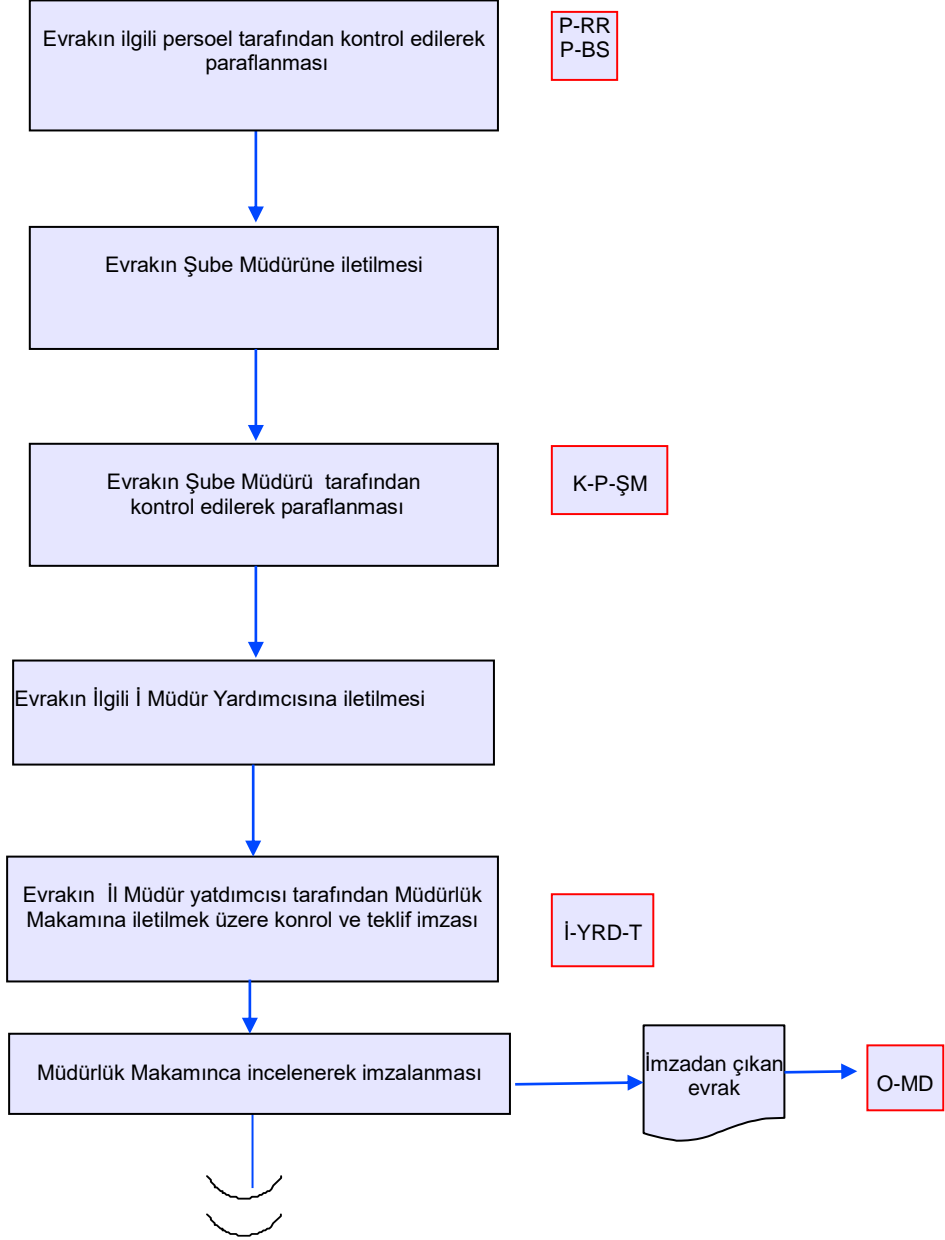 Evrakın ilgili persoel tarafından kontrol edilerek
paraflanması
P-RR
P-BS
Evrakın Şube Müdürüne iletilmesi
Evrakın Şube Müdürü  tarafından
kontrol edilerek paraflanması
K-P-ŞM
Evrakın İlgili İ Müdür Yardımcısına iletilmesi
Evrakın  İl Müdür yatdımcısı tarafından Müdürlük
Makamına iletilmek üzere konrol ve teklif imzası
İ-YRD-T
Müdürlük Makamınca incelenerek imzalanması
İmzadan çıkan
evrak
O-MD